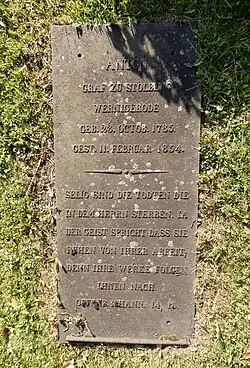 ANTON
GRAF ZU STOLBERG
WERNIGERODE
GEB. 23. OCTOB. 1785.
GEST. 11. FEBRUAR. 1854.
SELIG SIND DIE TODTEN DIE
IN DEM HERRN STERBEN. JA
DER GEIST SPRICHT DASS SIE
RUHEN VON IHRER ARBEIT,
DENN IHRE WERKE FOLGEN
IHNEN NACH
OFFENB. JOHANN. 14,